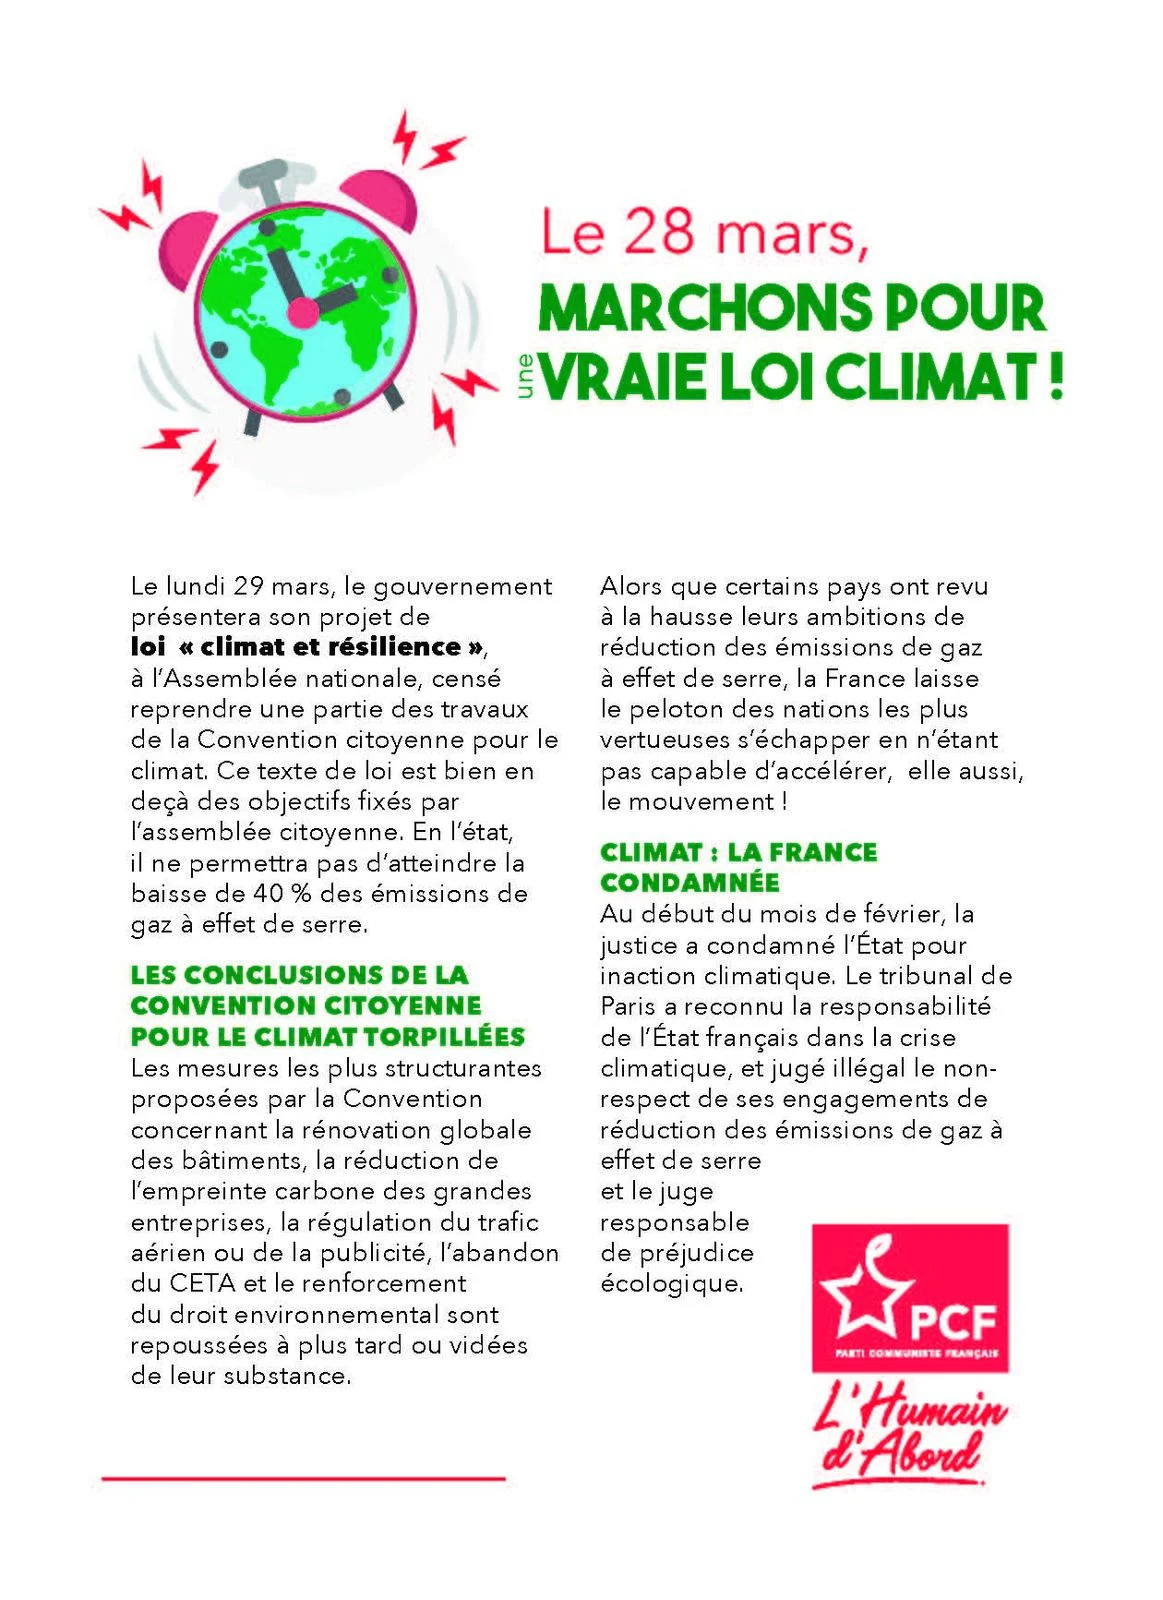 Le 28 mars,
MARCHONS POUR
une VRAIE LOI CLIMAT !
Le lundi 29 mars, le gouvernement
présentera son projet de
loi « climat et résilience »,
à l'Assemblée nationale, censé
reprendre une partie des travaux
de la Convention citoyenne pour le
climat. Ce texte de loi est bien en
deçà des objectifs fixés par
l'assemblée citoyenne. En l'état,
il ne permettra pas d'atteindre la
baisse de 40 % des émissions de
gaz à effet de serre.
LES CONCLUSIONS DE LA
CONVENTION CITOYENNE
POUR LE CLIMAT TORPILLÉES
Les mesures les plus structurantes
proposées par la Convention
concernant la rénovation globale
des bâtiments, la réduction de
l'empreinte carbone des grandes
entreprises, la régulation du trafic
aérien ou de la publicité, l'abandon
du CETA et le renforcement
du droit environnemental sont
repoussées à plus tard ou vidées
de leur substance.
Alors que certains pays ont revu
à la hausse leurs ambitions de
réduction des émissions de gaz
à effet de serre, la France laisse
le peloton des nations les plus
vertueuses s'échapper en n'étant
pas capable d'accélérer, elle aussi,
le mouvement !
CLIMAT : LA FRANCE
CONDAMNÉE
Au début du mois de février, la
justice a condamné l'État pour
inaction climatique. Le tribunal de
Paris a reconnu la responsabilité
de l'État français dans la crise
climatique, et jugé illégal le non-
respect de ses engagements de
réduction des émissions de gaz à
effet de serre
et le juge
responsable
de préjudice
écologique.
PCF
PARTI COMMUNISTE FRANÇAIS
L'Humain
d'Abord